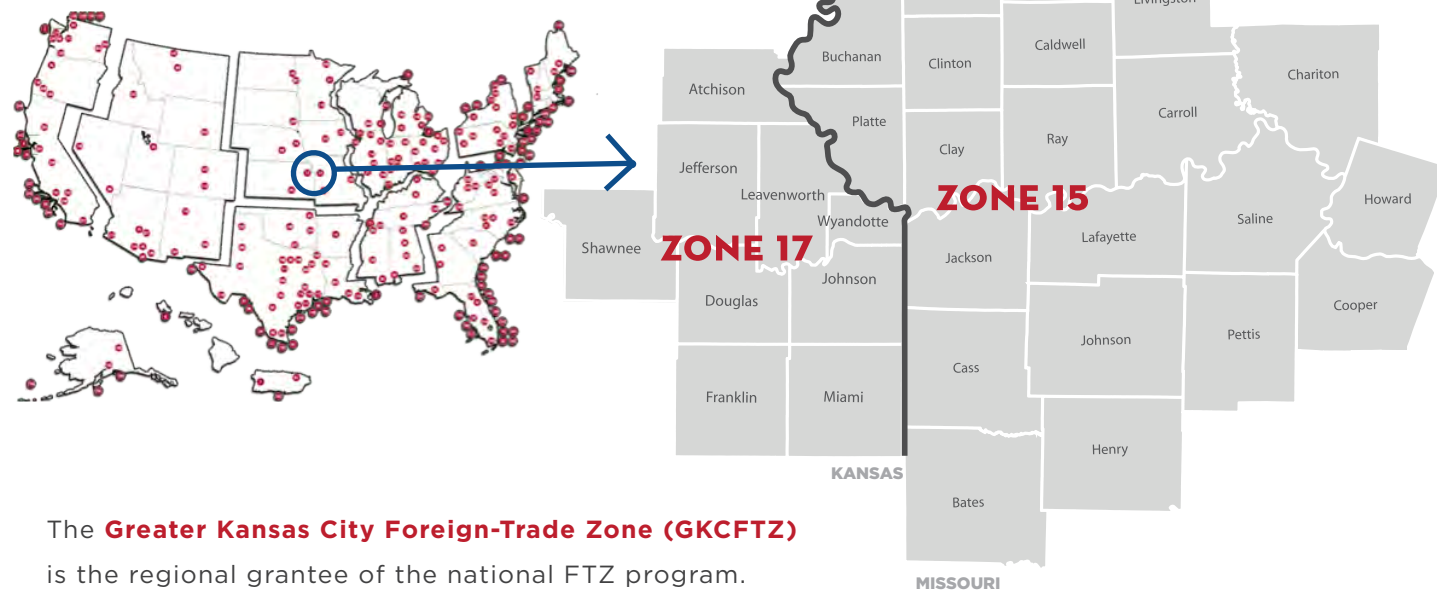 Livingston
Buchanan
Caldwell
Clinton
Chariton
Atchison
Carroll
Platte
Ray
Clay
Jefferson
Leavenworth
ZONE 15
Howard
Wyandotte
Saline
Lafayette
Shawnee
ZONE 17
Jackson
Johnson
Douglas
Cooper
Johnson
Pettis
Cass
Franklin
Miami
Henry
KANSAS
Bates
The Greater Kansas City Foreign-Trade Zone (GKCFTZ)
is the regional grantee of the national FTZ program.
MISSOURI